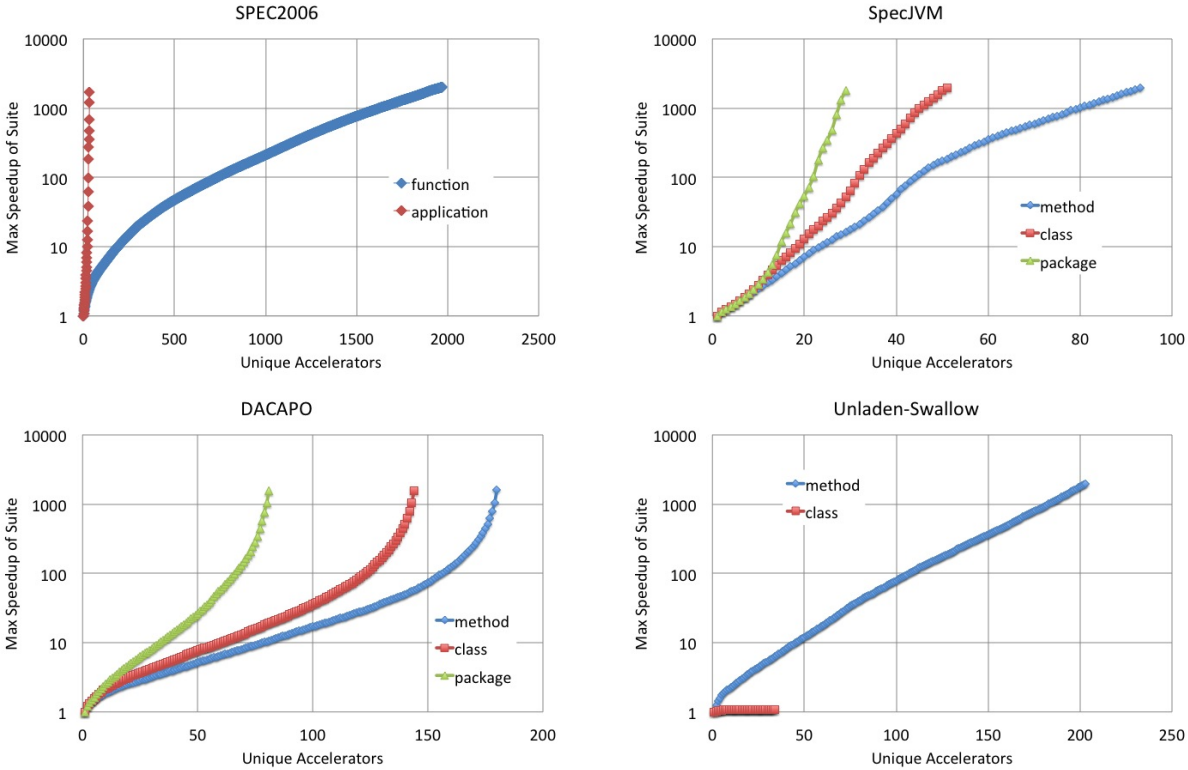 SPEC2006
10000
1000
100
10
1
Max Speedup of Suite
function
application
0 500 1000 1500 2000 2500
Unique Accelerators
SpecJVM
10000
1000
100
10
1
Max Speedup of Suite
method
class
package
0 20 40 60 80 100
Unique Accelerators
DACAPO
10000
1000
100
10
1
Max Speedup of Suite
method
class
package
0 50 100 150 200
Unique Accelerators
Unladen-Swallow
10000
1000
100
10
1
Max Speedup of Suite
method
class
0 50 100 150 200 250
Unique Accelerators